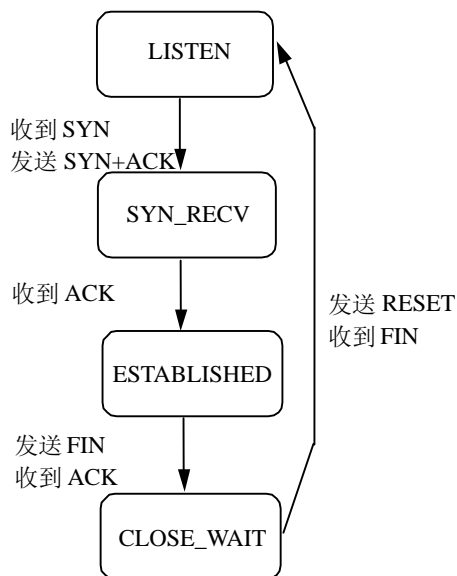 LISTEN
收到 SYN
发送 SYN+ACK
SYN_RECV
收到 ACK
发送 RESET
收到 FIN
ESTABLISHED
发送 FIN
收到 ACK
CLOSE_WAIT